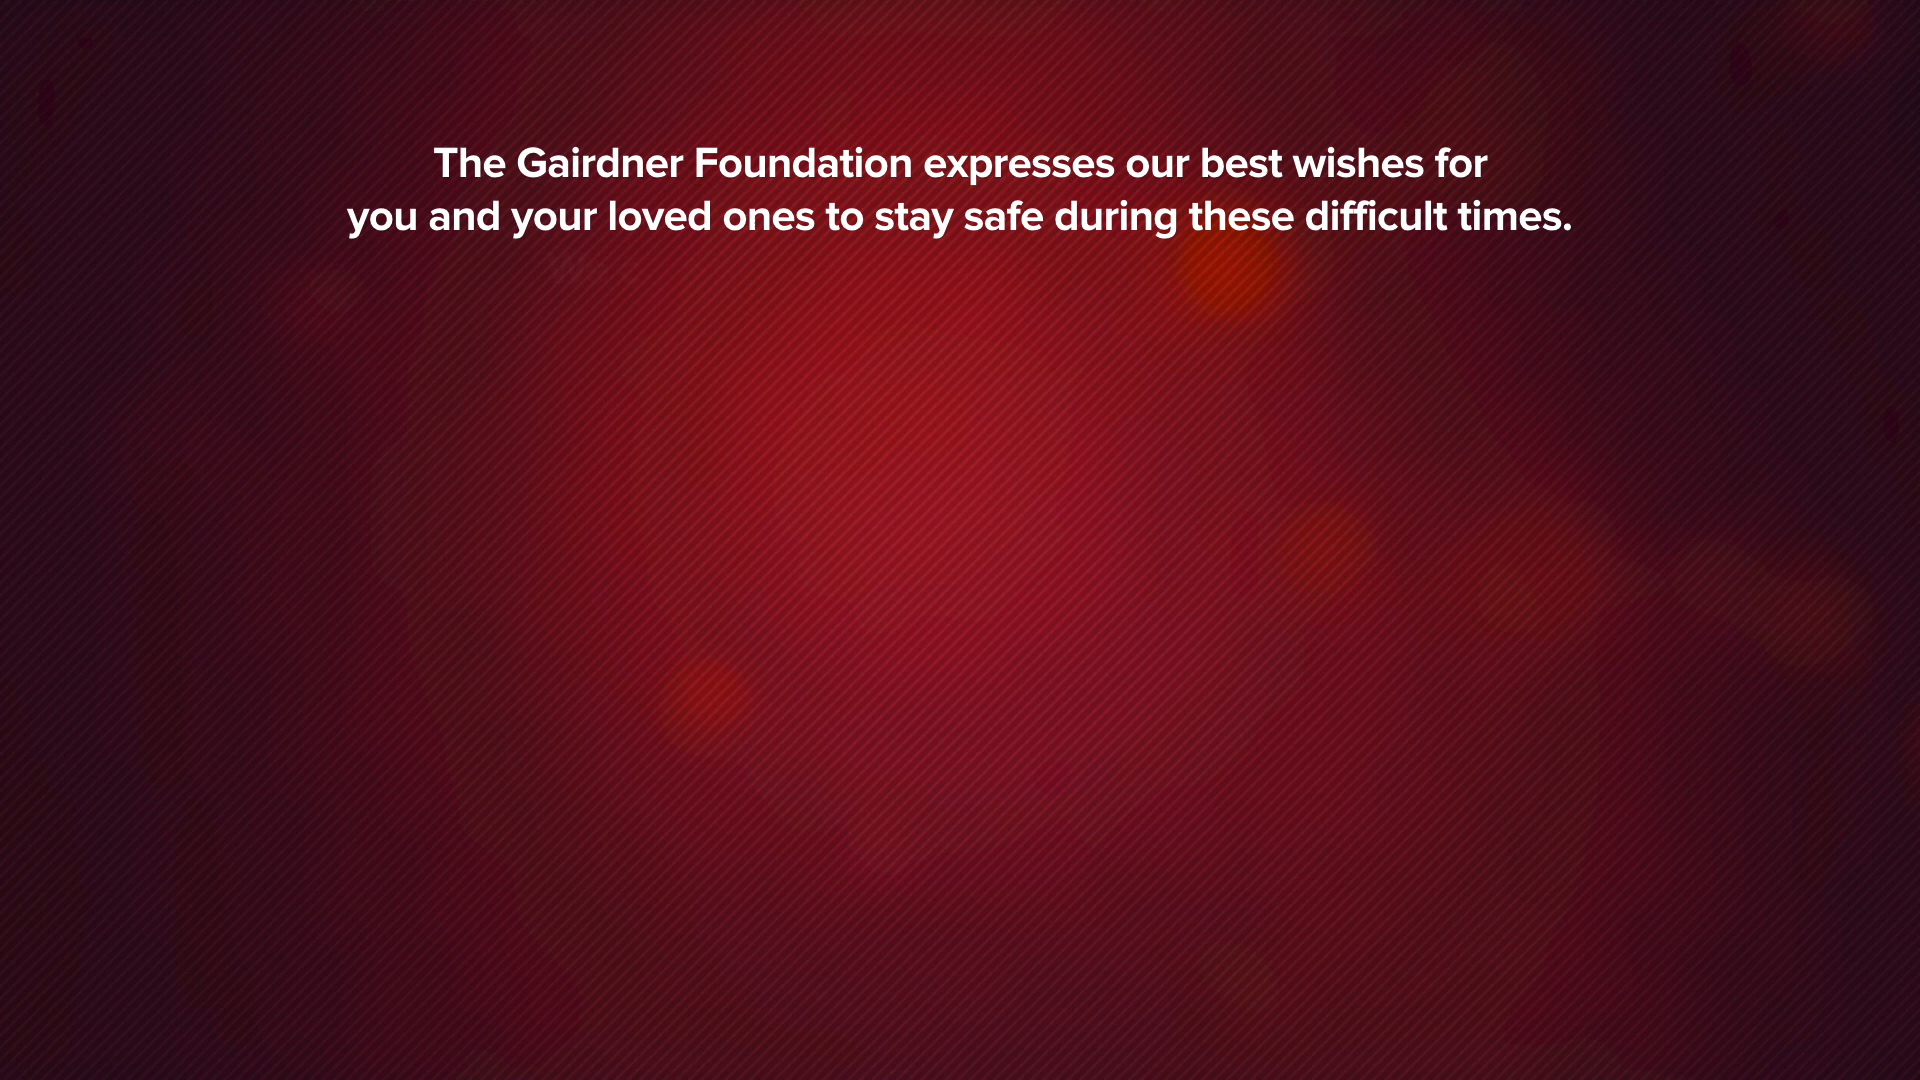 The Gairdner Foundation expresses our best wishes for
you and your loved ones to stay safe during these difficult times.